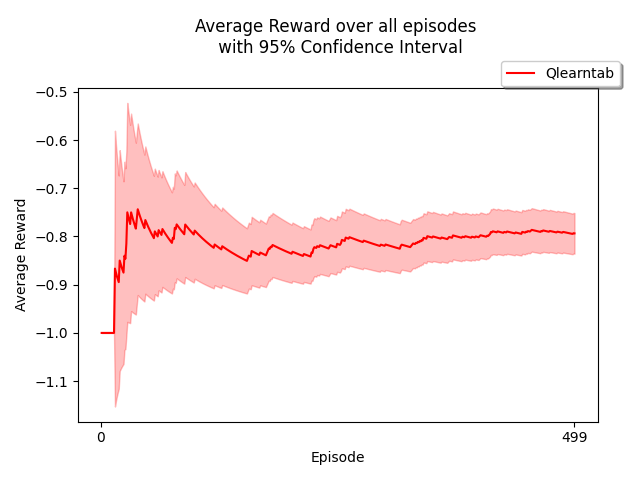 Average Reward over all episodes
with 95% Confidence Interval
Qlearntab
−0.5
−0.6
−0.7
−0.8
−0.9
−1.0
−1.1
Average Reward
0
499
Episode